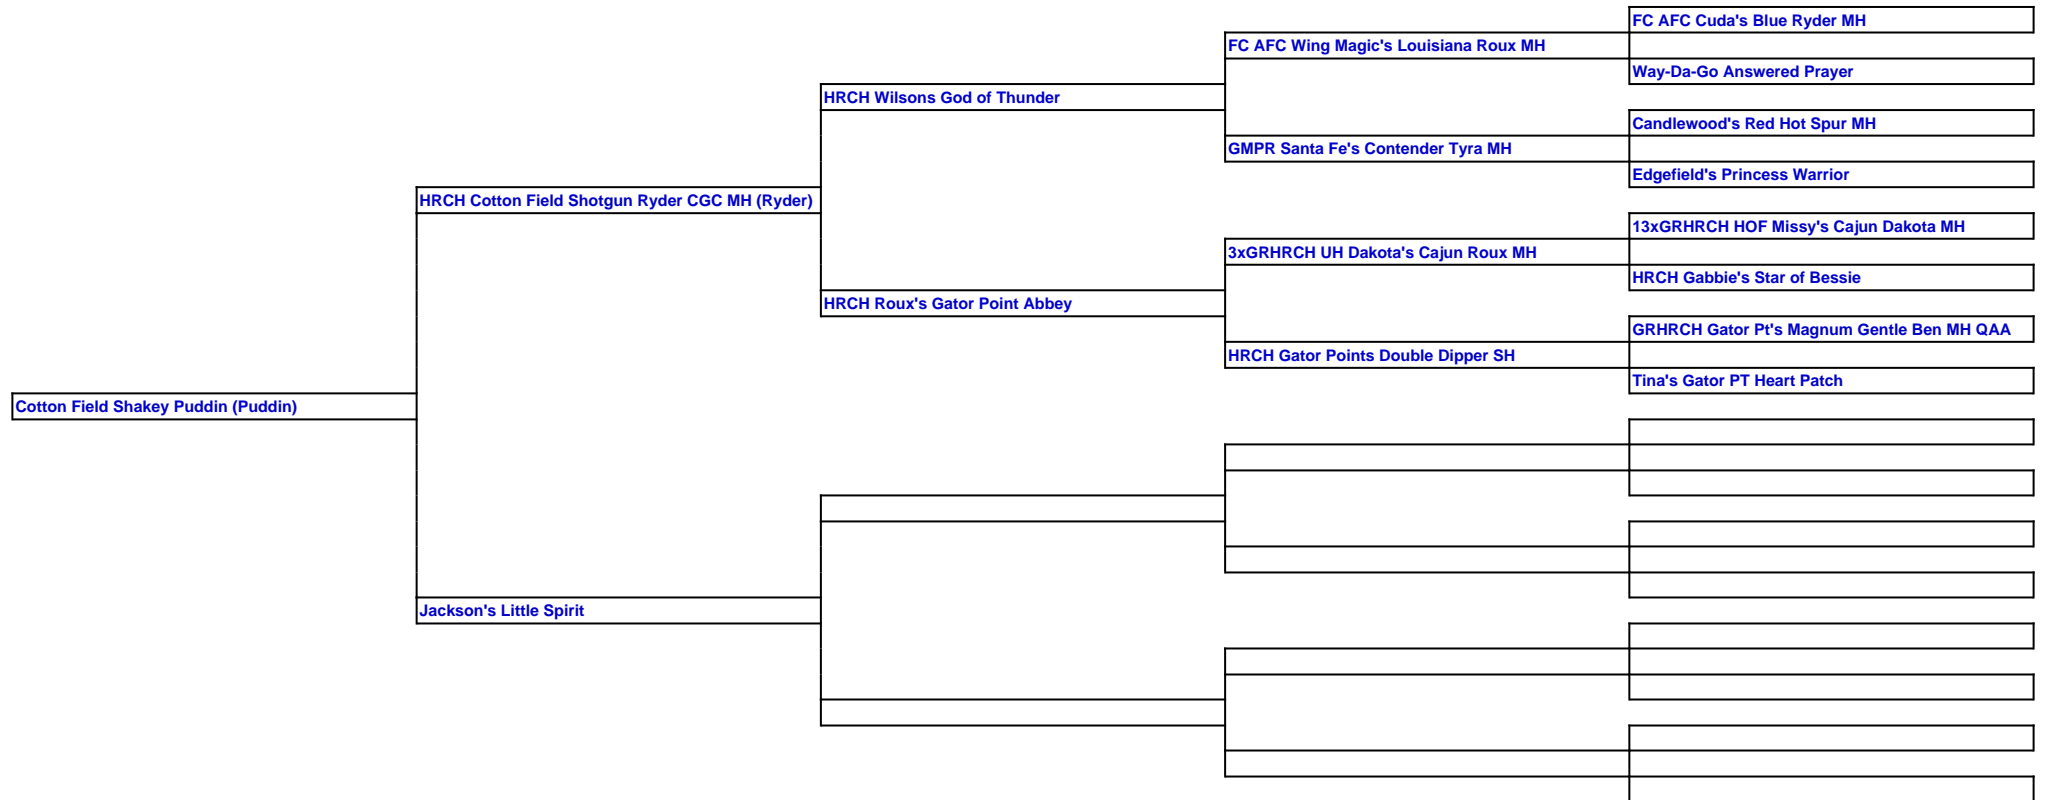 FC AFC Cuda's Blue Ryder MH
FC AFC Wing Magic's Louisiana Roux MH
Way-Da-Go Answered Prayer
HRCH Wilsons God of Thunder
Candlewood's Red Hot Spur MH
GMPR Santa Fe's Contender Tyra MH
Edgefield's Princess Warrior
HRCH Cotton Field Shotgun Ryder CGC MH (Ryder)
13xGRHRCH HOF Missy's Cajun Dakota MH
3xGRHRCH UH Dakota's Cajun Roux MH
HRCH Gabbie's Star of Bessie
HRCH Roux's Gator Point Abbey
GRHRCH Gator Pt's Magnum Gentle Ben MH QAA
HRCH Gator Points Double Dipper SH
Tina's Gator PT Heart Patch
Cotton Field Shakey Puddin (Puddin)
Jackson's Little Spirit